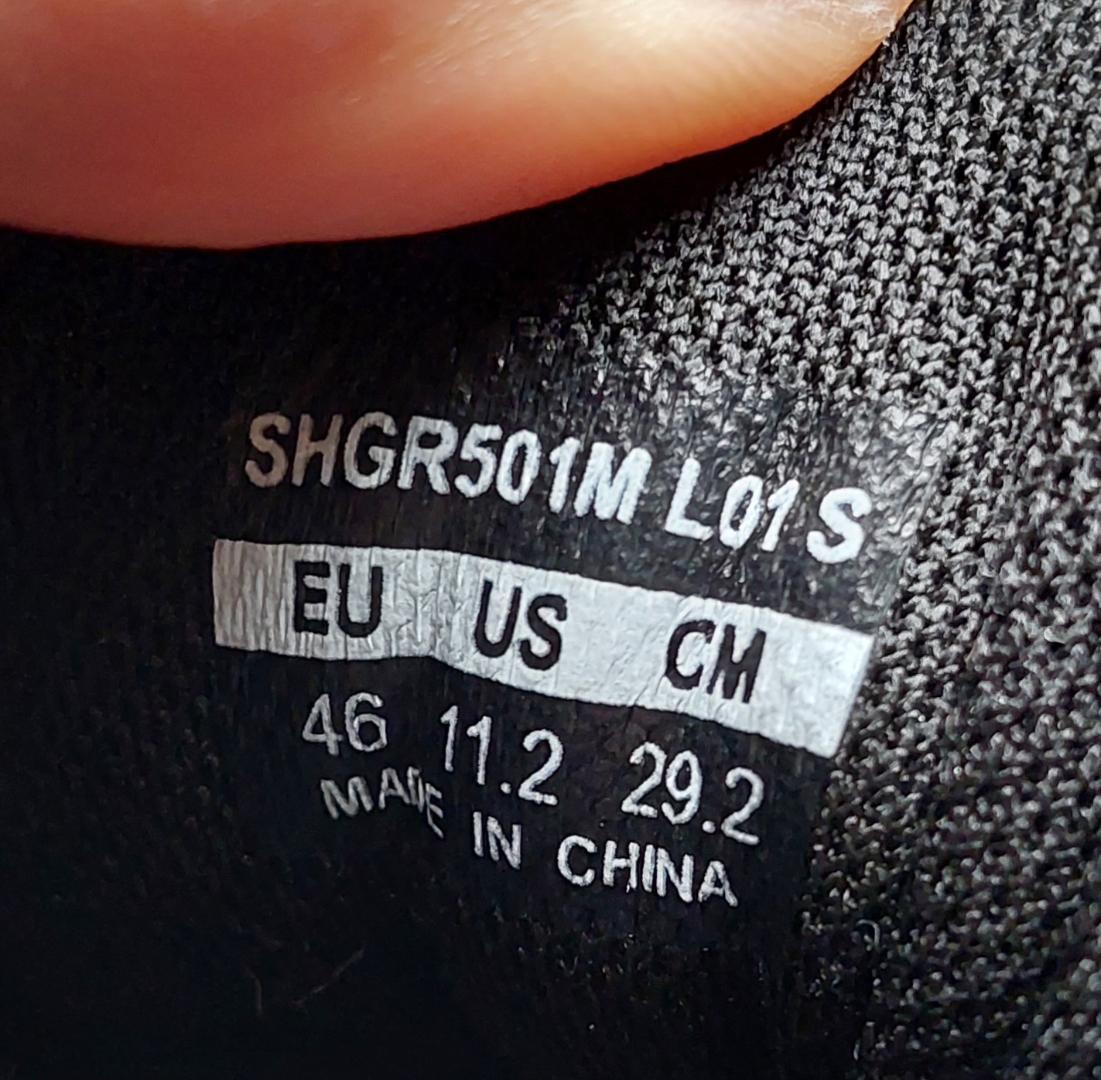 SHGR501M L01 S
EU US CM
46 11.2 29.2
MADE IN CHINA